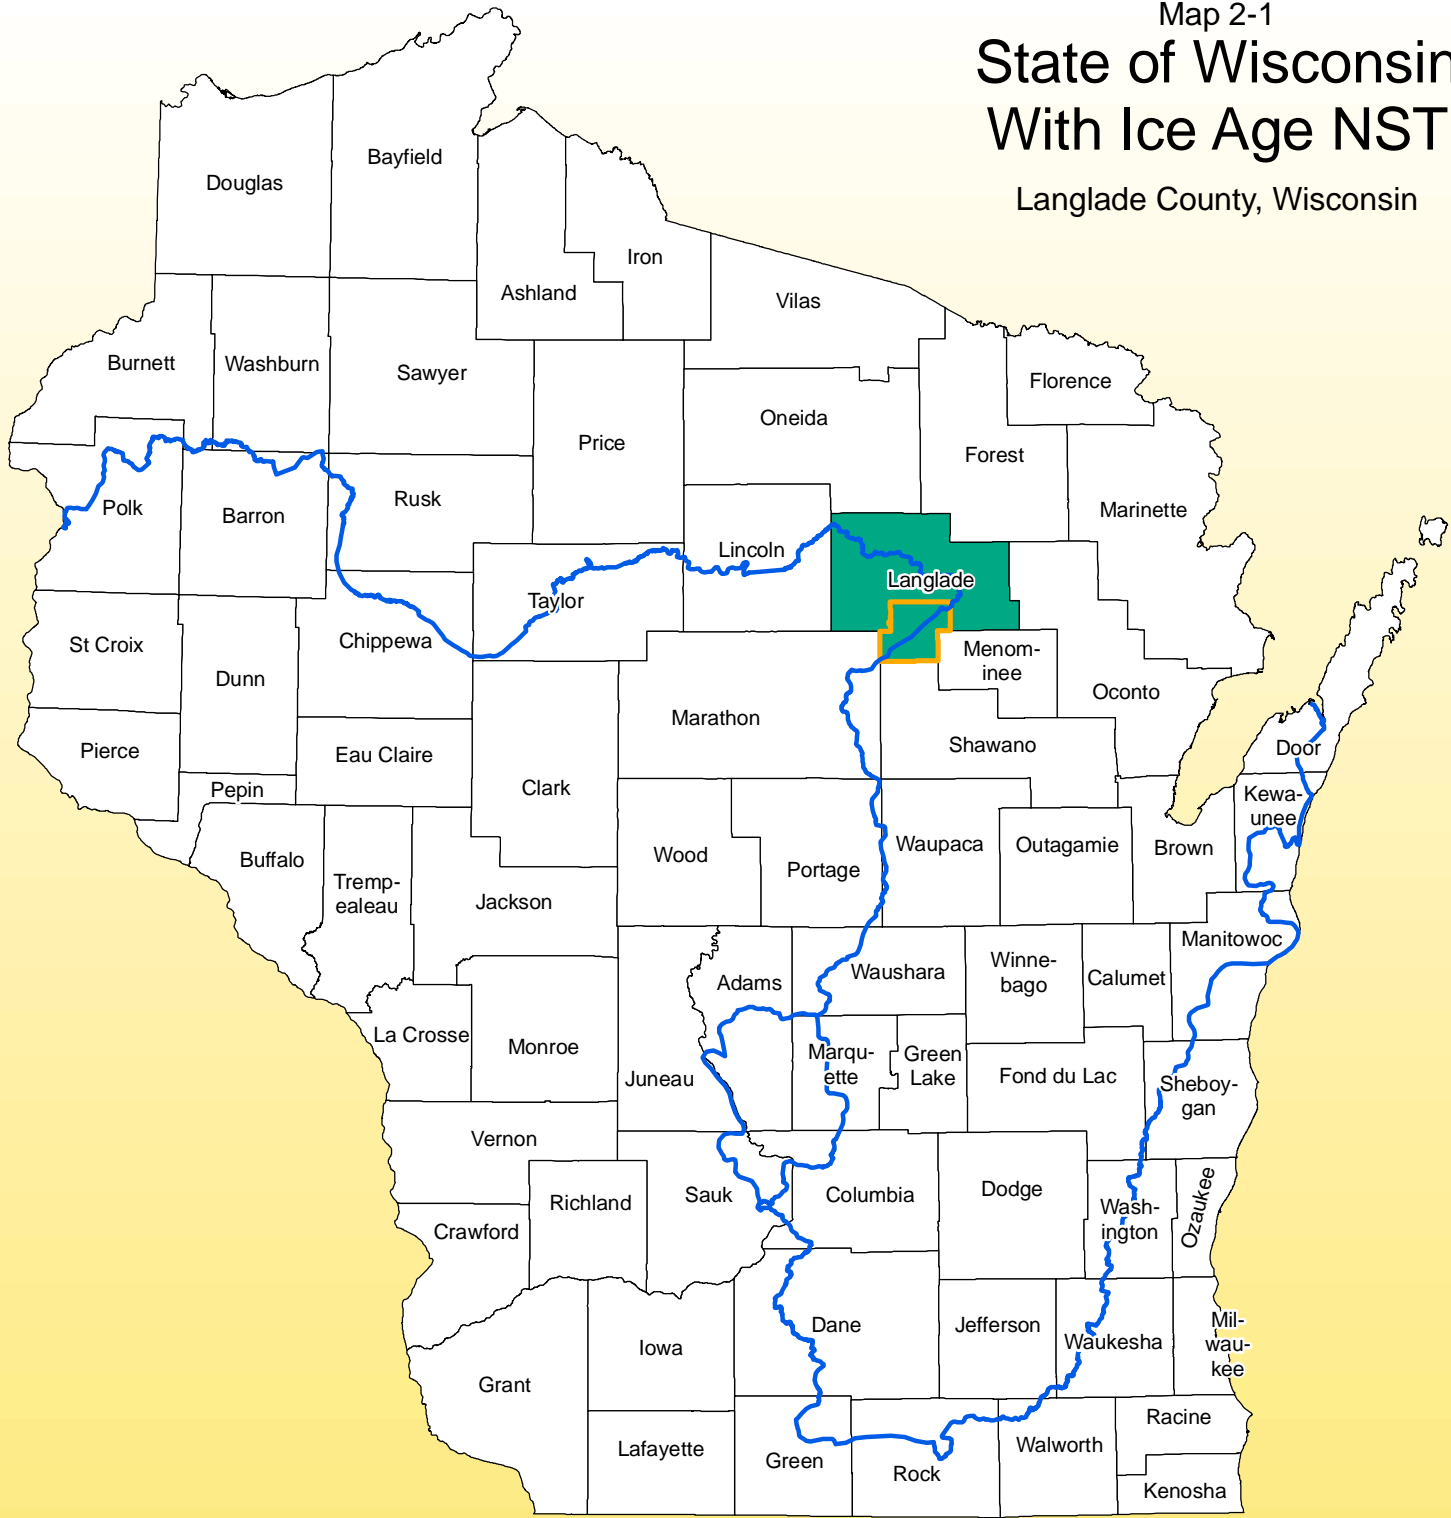 Map 2-1
State of Wisconsin
With Ice Age NST
Langlade County, Wisconsin
Bayfield
Douglas
Iron
Ashland
Vilas
Burnett
Washburn
Sawyer
Florence
Oneida
Price
Forest
Rusk
Polk
Barron
Marinette
Lincoln
Langlade
Taylor
Chippewa
St Croix
Menom-
inee
Dunn
Oconto
Marathon
Shawano
Door
Pierce
Eau Claire
Clark
Pepin
Kewa-
unee
Waupaca
Outagamie
Brown
Wood
Buffalo
Portage
Tremp-
ealeau
Jackson
Manitowoc
Waushara
Winne-
bago
Calumet
Adams
La Crosse
Monroe
Marqu-
ette
Green
Lake
Fond du Lac
Juneau
Sheboy-
gan
Vernon
Sauk
Columbia
Dodge
Richland
Wash-
ington
Ozaukee
Crawford
Dane
Jefferson
Mil-
wau-
kee
Waukesha
Iowa
Grant
Racine
Lafayette
Walworth
Green
Rock
Kenosha